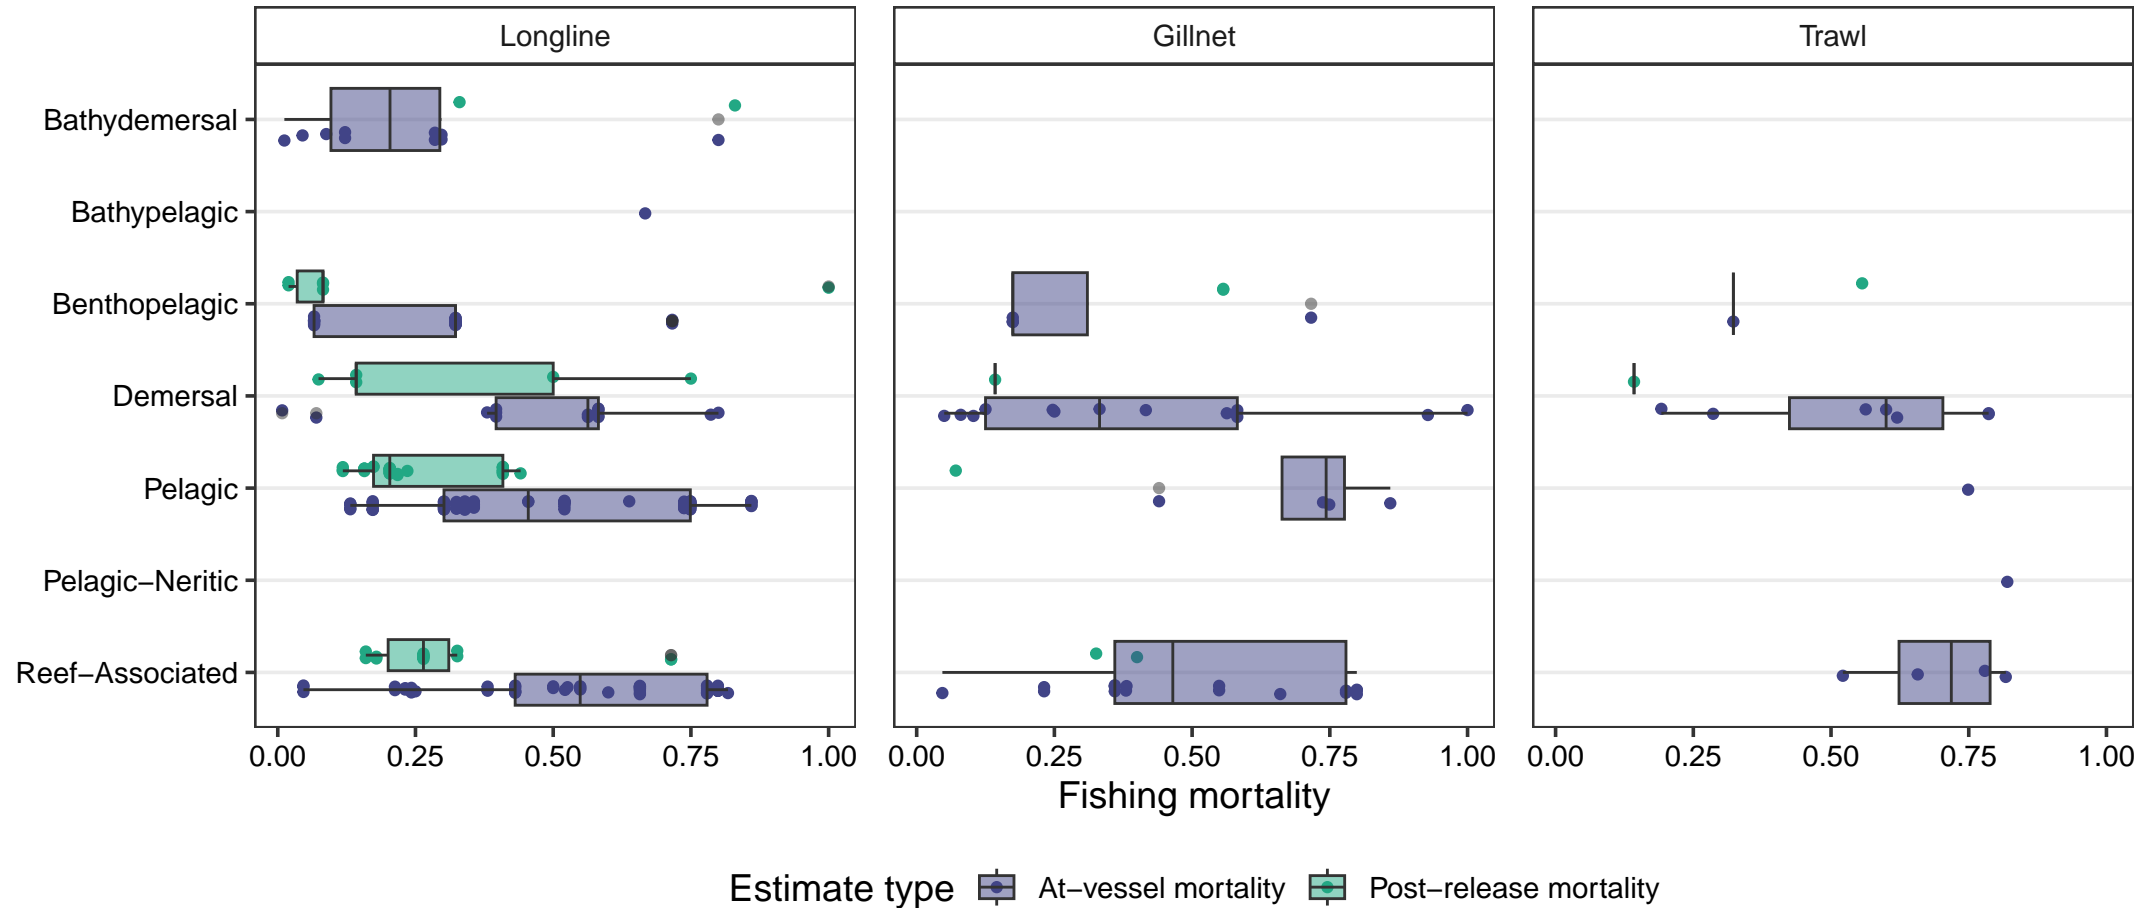 Longline Gillnet Trawl
Bathydemersal
Bathypelagic
Benthopelagic
Demersal
Pelagic
Pelagic−Neritic
Reef−Associated
0.00 0.25 0.50 0.75 1.00 0.00 0.25 0.50 0.75 1.00 0.00 0.25 0.50 0.75 1.00
Fishing mortality
Estimate type At−vessel mortality Post−release mortality